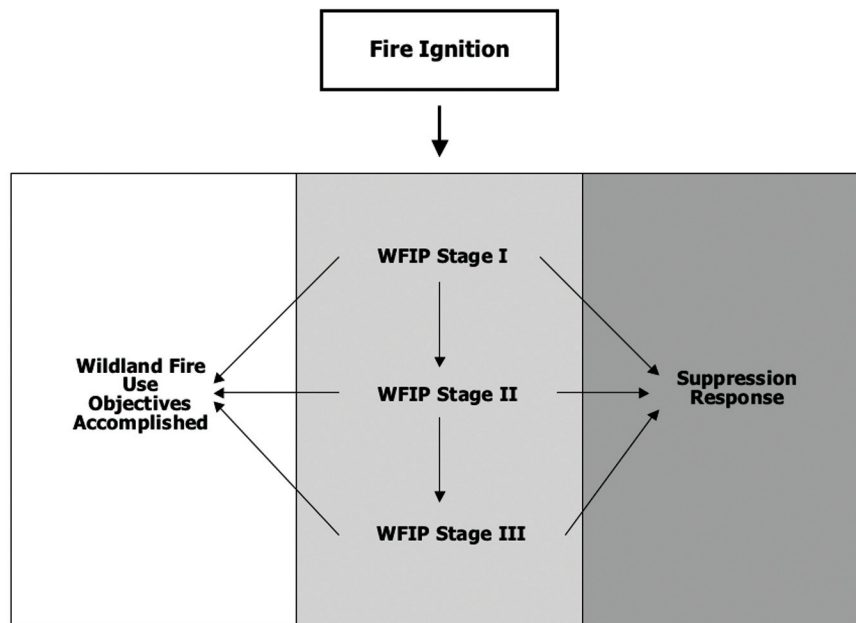 Fire Ignition
WFIP Stage I
Wildland Fire
Use
Objectives
Accomplished
WFIP Stage II
Suppression
Response
WFIP Stage III